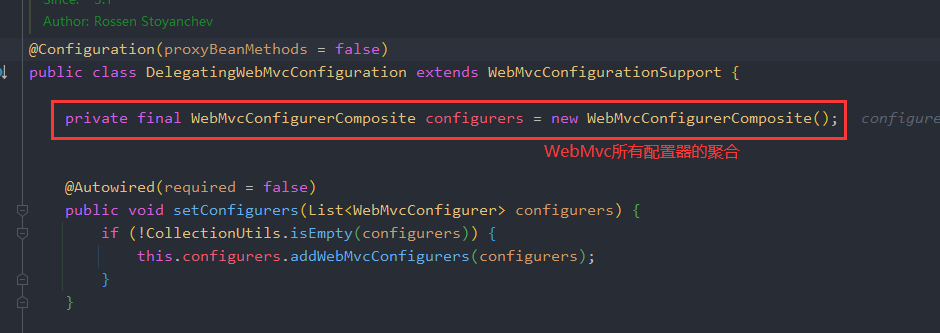 Since: 3.1
Author: Rossen Stoyanchev
@Configuration(proxyBeanMethods = false)
public class DelegatingWebMvcConfiguration extends WebMvcConfigurationSupport {
private final WebMvcConfigurerComposite configurers = new WebMvcConfigurerComposite(); configure
WebMvc所有配置器的聚合
@Autowired(required = false)
public void setConfigurers(List<WebMvcConfigurer> configurers) {
if (!CollectionUtils.isEmpty(configurers)) {
this.configurers.addWebMvcConfigurers(configurers);
}
}